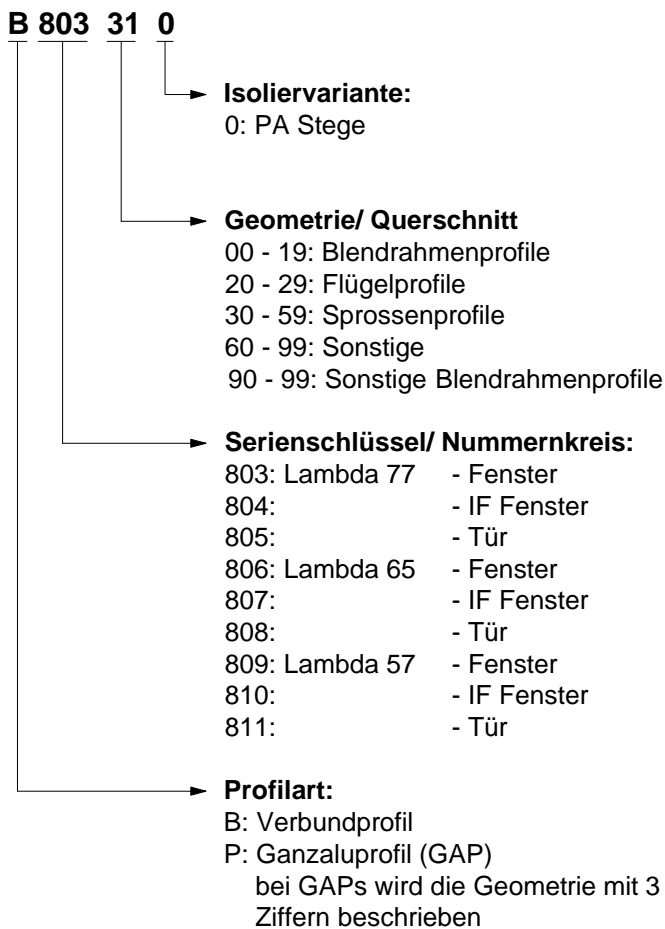 B 803 31 0
Isoliervariante:
0: PA Stege
Geometrie/ Querschnitt
00 - 19: Blendrahmenprofile
20 - 29: Flügelprofile
30 - 59: Sprossenprofile
60 - 99: Sonstige
90 - 99: Sonstige Blendrahmenprofile
Serienschlüssel/ Nummernkreis:
803: Lambda 77 - Fenster
804: - IF Fenster
805: - Tür
806: Lambda 65 - Fenster
807: - IF Fenster
808: - Tür
809: Lambda 57 - Fenster
810: - IF Fenster
811: - Tür
Profilart:
B: Verbundprofil
P: Ganzaluprofil (GAP)
bei GAPs wird die Geometrie mit 3
Ziffern beschrieben